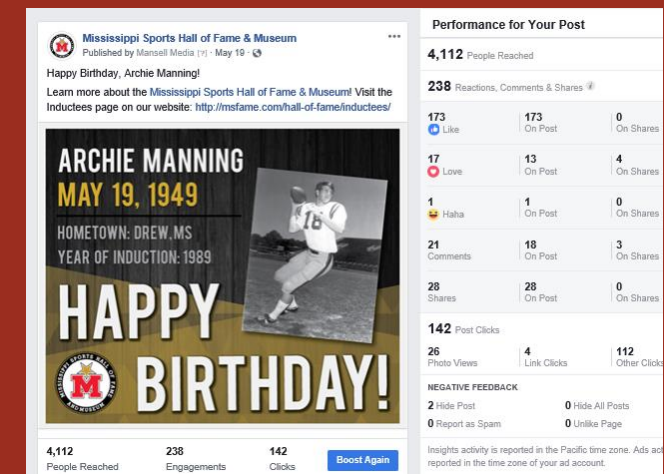 Mississippi Sports Hall of Fame & Museum
Published by Mansell Media [?] · May 19 ·
Happy Birthday, Archie Manning!
Learn more about the Mississippi Sports Hall of Fame & Museum! Visit the
Inductees page on our website: http://msfame.com/hall-of-fame/inductees/
ARCHIE MANNING
MAY 19, 1949
HOMETOWN: DREW, MS
YEAR OF INDUCTION: 1989
18
HAPPY
BIRTHDAY!
MISSISSIPPI SPORTS HALL OF FAME
AND MUSEUM
M
4,112 238 142
People Reached Engagements Clicks
Boost Again
Performance for Your Post
4,112 People Reached
238 Reactions, Comments & Shares
173 173 0
Like On Post On Shares
17 13 4
Love On Post On Shares
1 1 0
Haha On Post On Shares
21 18 3
Comments On Post On Shares
28 28 0
Shares On Post On Shares
142 Post Clicks
26 4 112
Photo Views Link Clicks Other Clicks
NEGATIVE FEEDBACK
2 Hide Post 0 Hide All Posts
0 Report as Spam 0 Unlike Page
Insights activity is reported in the Pacific time zone. Ads act
reported in the time zone of your ad account.